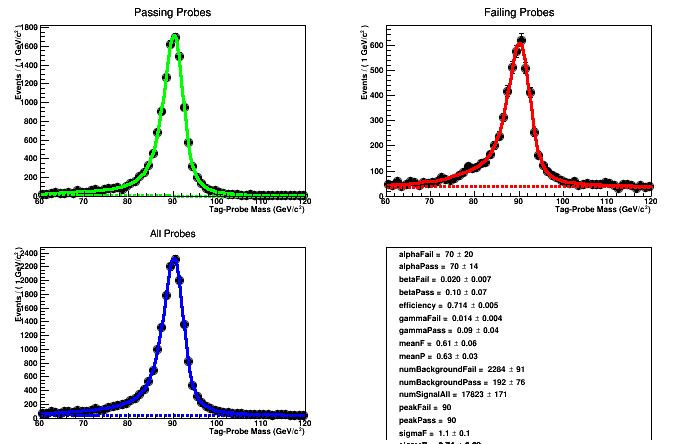 Passing Probes
Events / ( 1 GeV/c² )
1800
1600
1400
1200
1000
800
600
400
200
0
60 70 80 90 100 110 120
Tag-Probe Mass (GeV/c²)
Failing Probes
Events / ( 1 GeV/c² )
600
500
400
300
200
100
0
60 70 80 90 100 110 120
Tag-Probe Mass (GeV/c²)
All Probes
Events / ( 1 GeV/c² )
2400
2200
2000
1800
1600
1400
1200
1000
800
600
400
200
0
60 70 80 90 100 110 120
Tag-Probe Mass (GeV/c²)
alphaFail = 70 ± 20
alphaPass = 70 ± 14
betaFail = 0.020 ± 0.007
betaPass = 0.10 ± 0.07
efficiency = 0.714 ± 0.005
gammaFail = 0.014 ± 0.004
gammaPass = 0.09 ± 0.04
meanF = 0.61 ± 0.06
meanP = 0.63 ± 0.03
numBackgroundFail = 2284 ± 91
numBackgroundPass = 192 ± 76
numSignalAll = 17823 ± 171
peakFail = 90
peakPass = 90
sigmaF = 1.1 ± 0.1